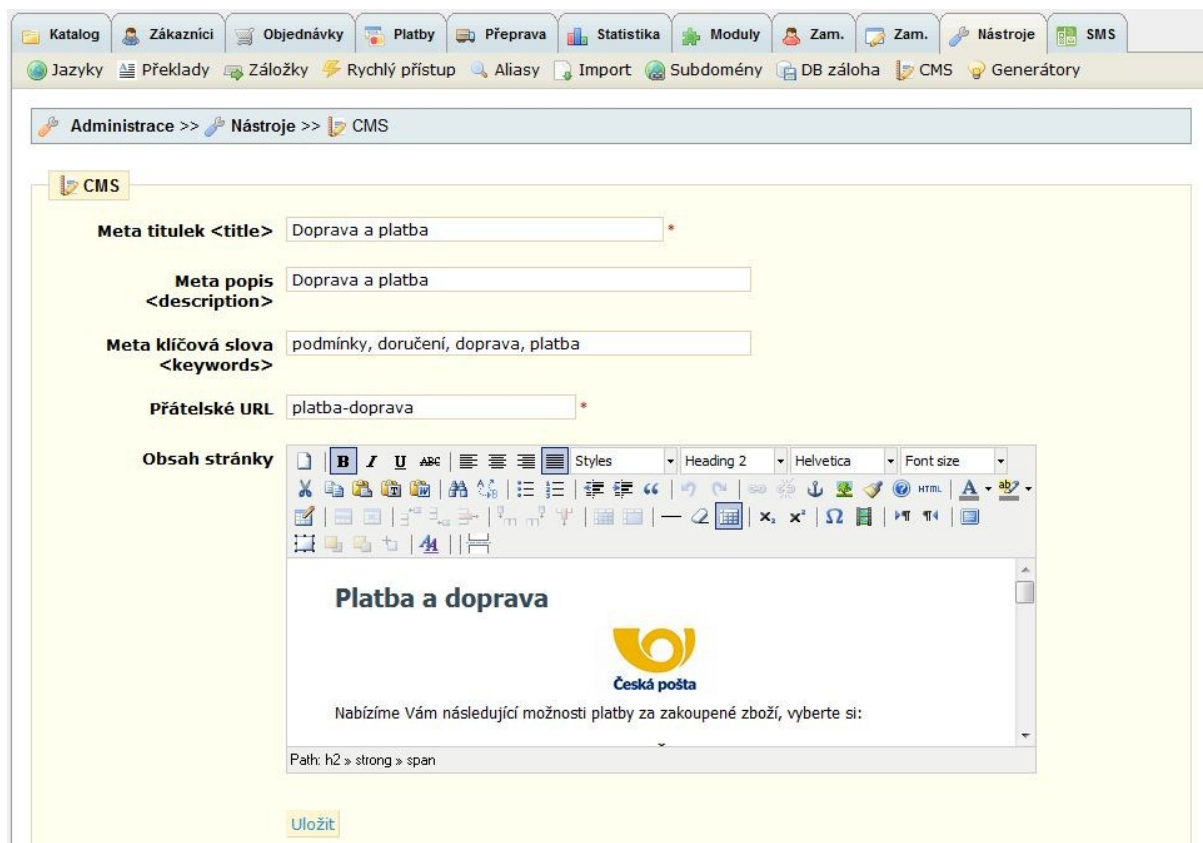 Katalog Zákazníci Objednávky Platby Přeprava Statistika Moduly Zam. Zam. Nástroje SMS
Jazyky Překlady Záložky Rychlý přístup Aliasy Import Subdomény DB záloha CMS Generátory
Administrace >> Nástroje >> CMS
CMS
Meta titulek <title> Doprava a platba *
Meta popis Doprava a platba
<description>
Meta klíčová slova podmínky, doručení, doprava, platba
<keywords>
Přátelské URL platba-doprava *
Obsah stránky B I U ABC Styles Heading 2 Helvetica Font size
HTML A ab
Platba a doprava
Česká pošta
Nabízíme Vám následující možnosti platby za zakoupené zboží, vyberte si:
Path: h2 » strong » span
Uložit